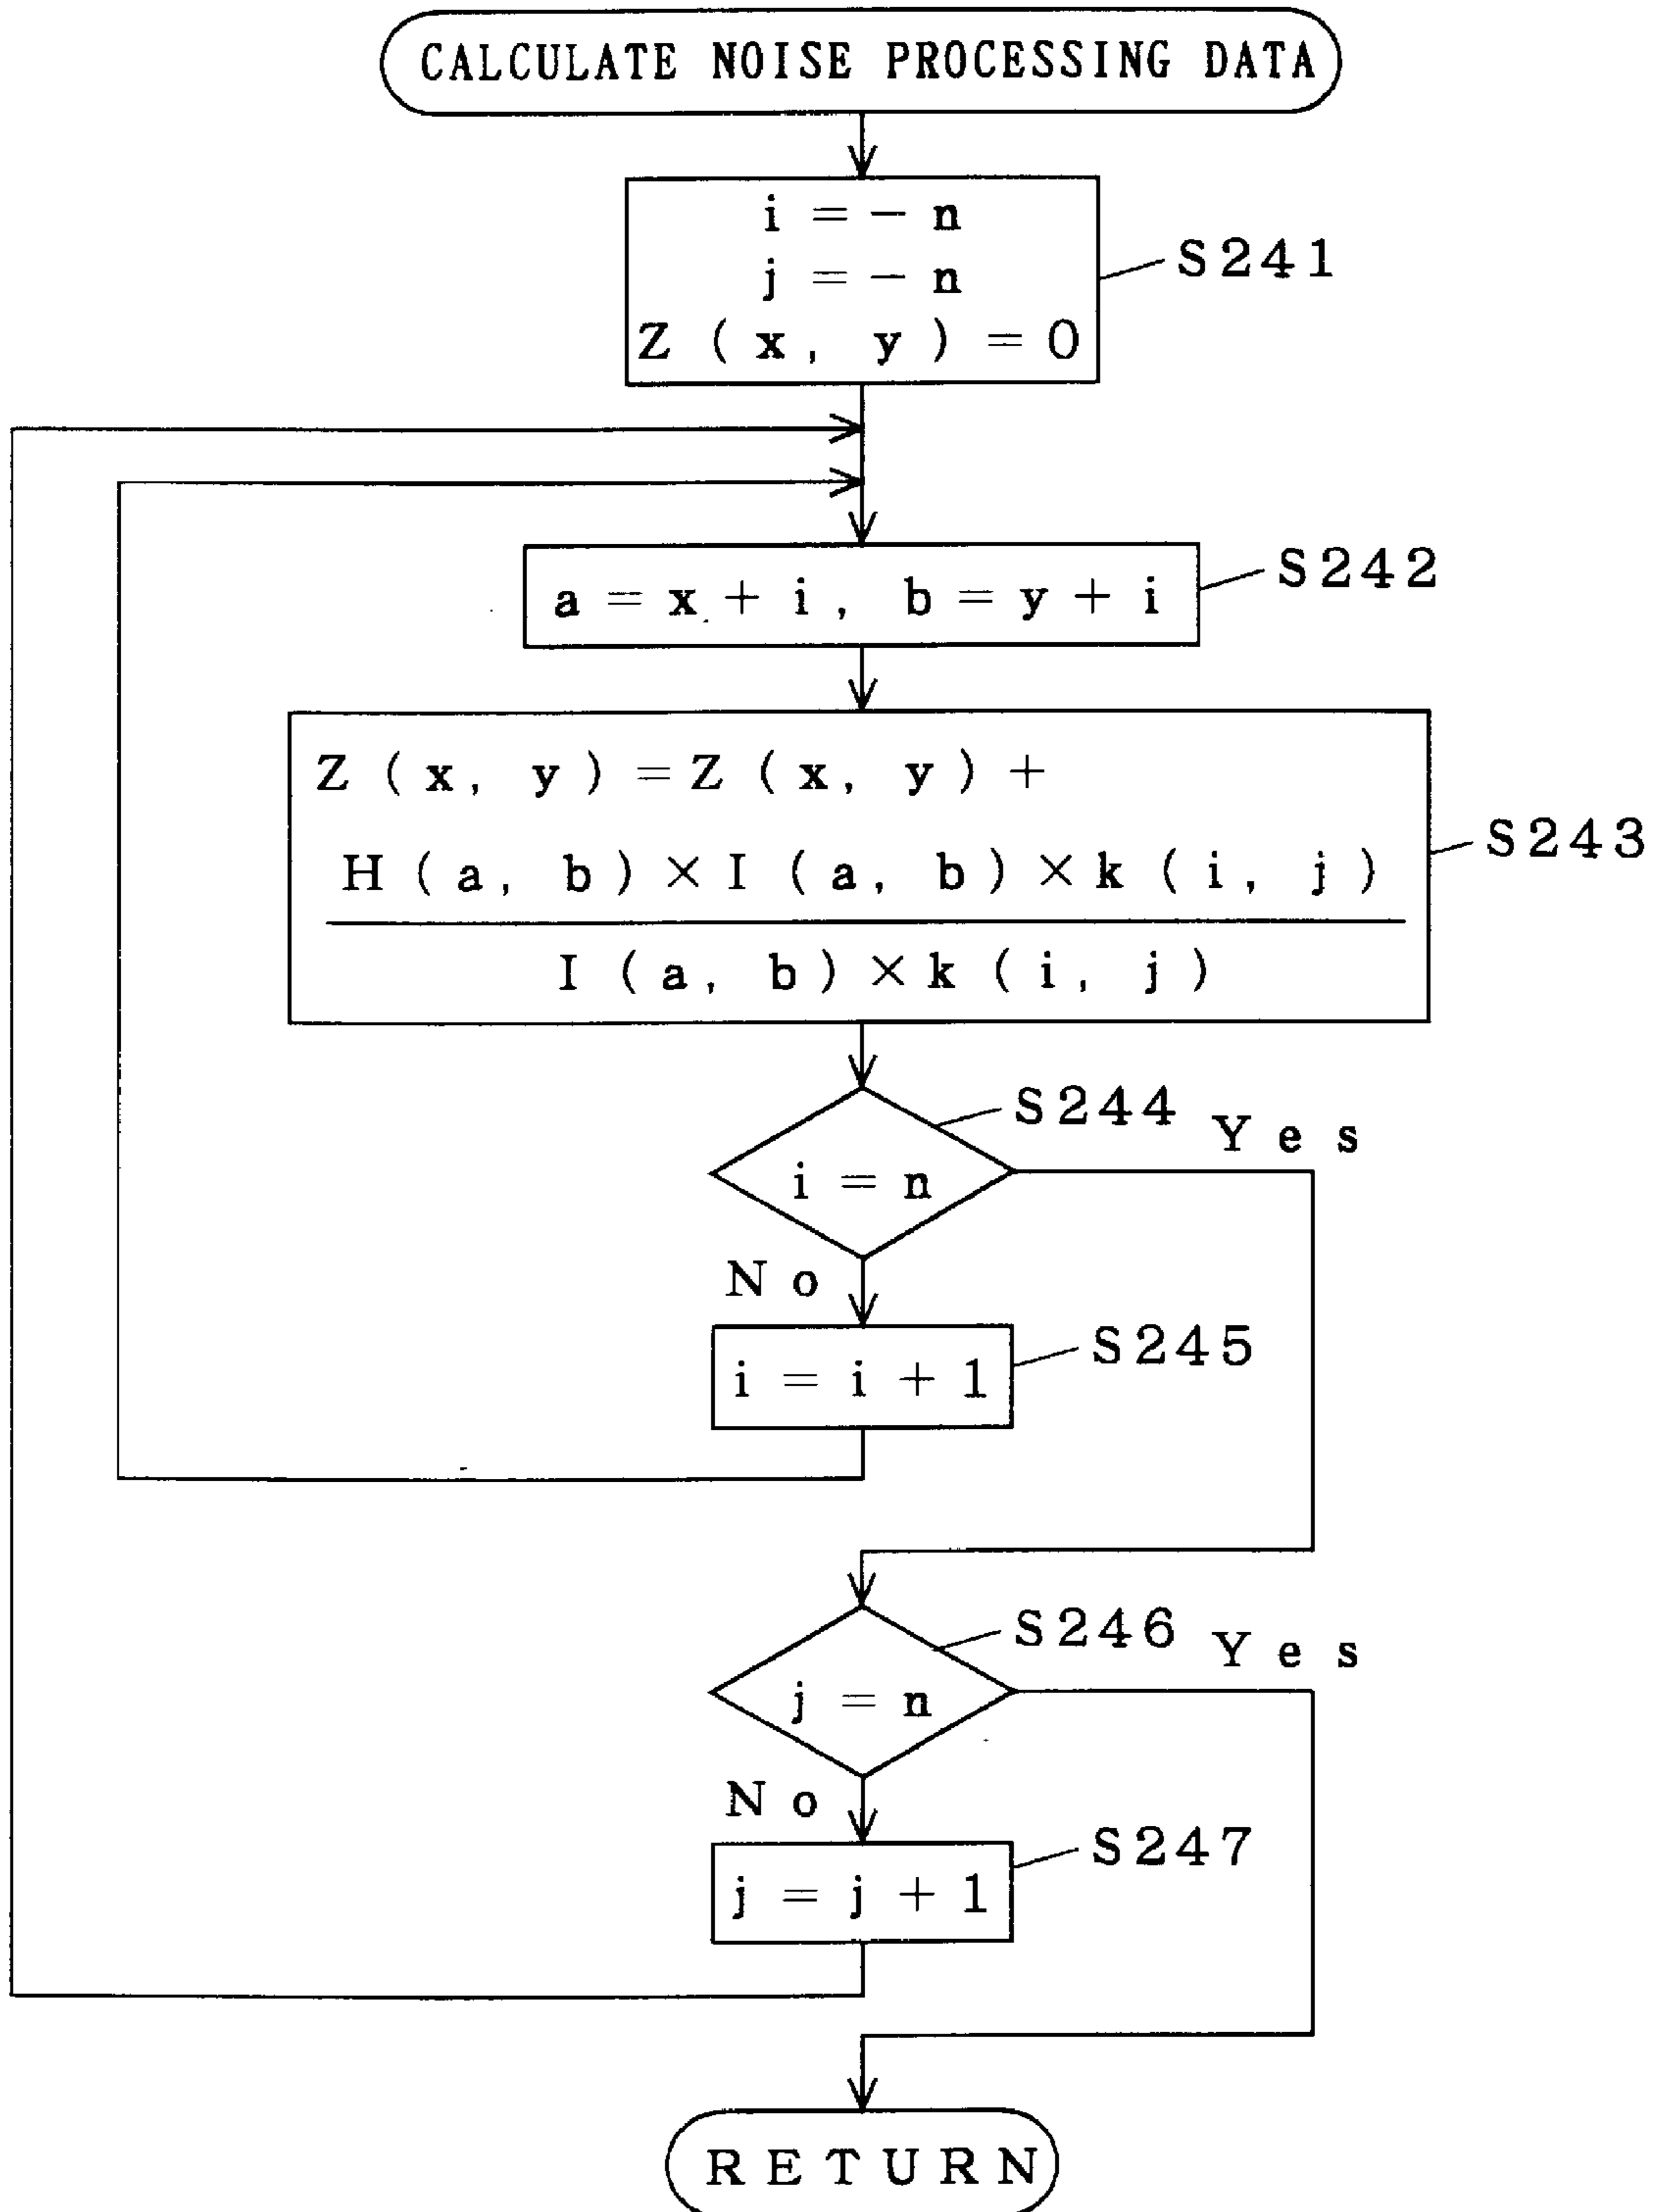 CALCULATE NOISE PROCESSING DATA
i = - n
j = - n
Z ( x , y ) = 0
S241
a = x + i , b = y + i
S242
Z ( x , y ) = Z ( x , y ) +
H ( a , b ) × I ( a , b ) × k ( i , j )
I ( a , b ) × k ( i , j )
S243
S244
Yes
i = n
No
i = i + 1
S245
S246
Yes
j = n
No
j = j + 1
S247
RETURN